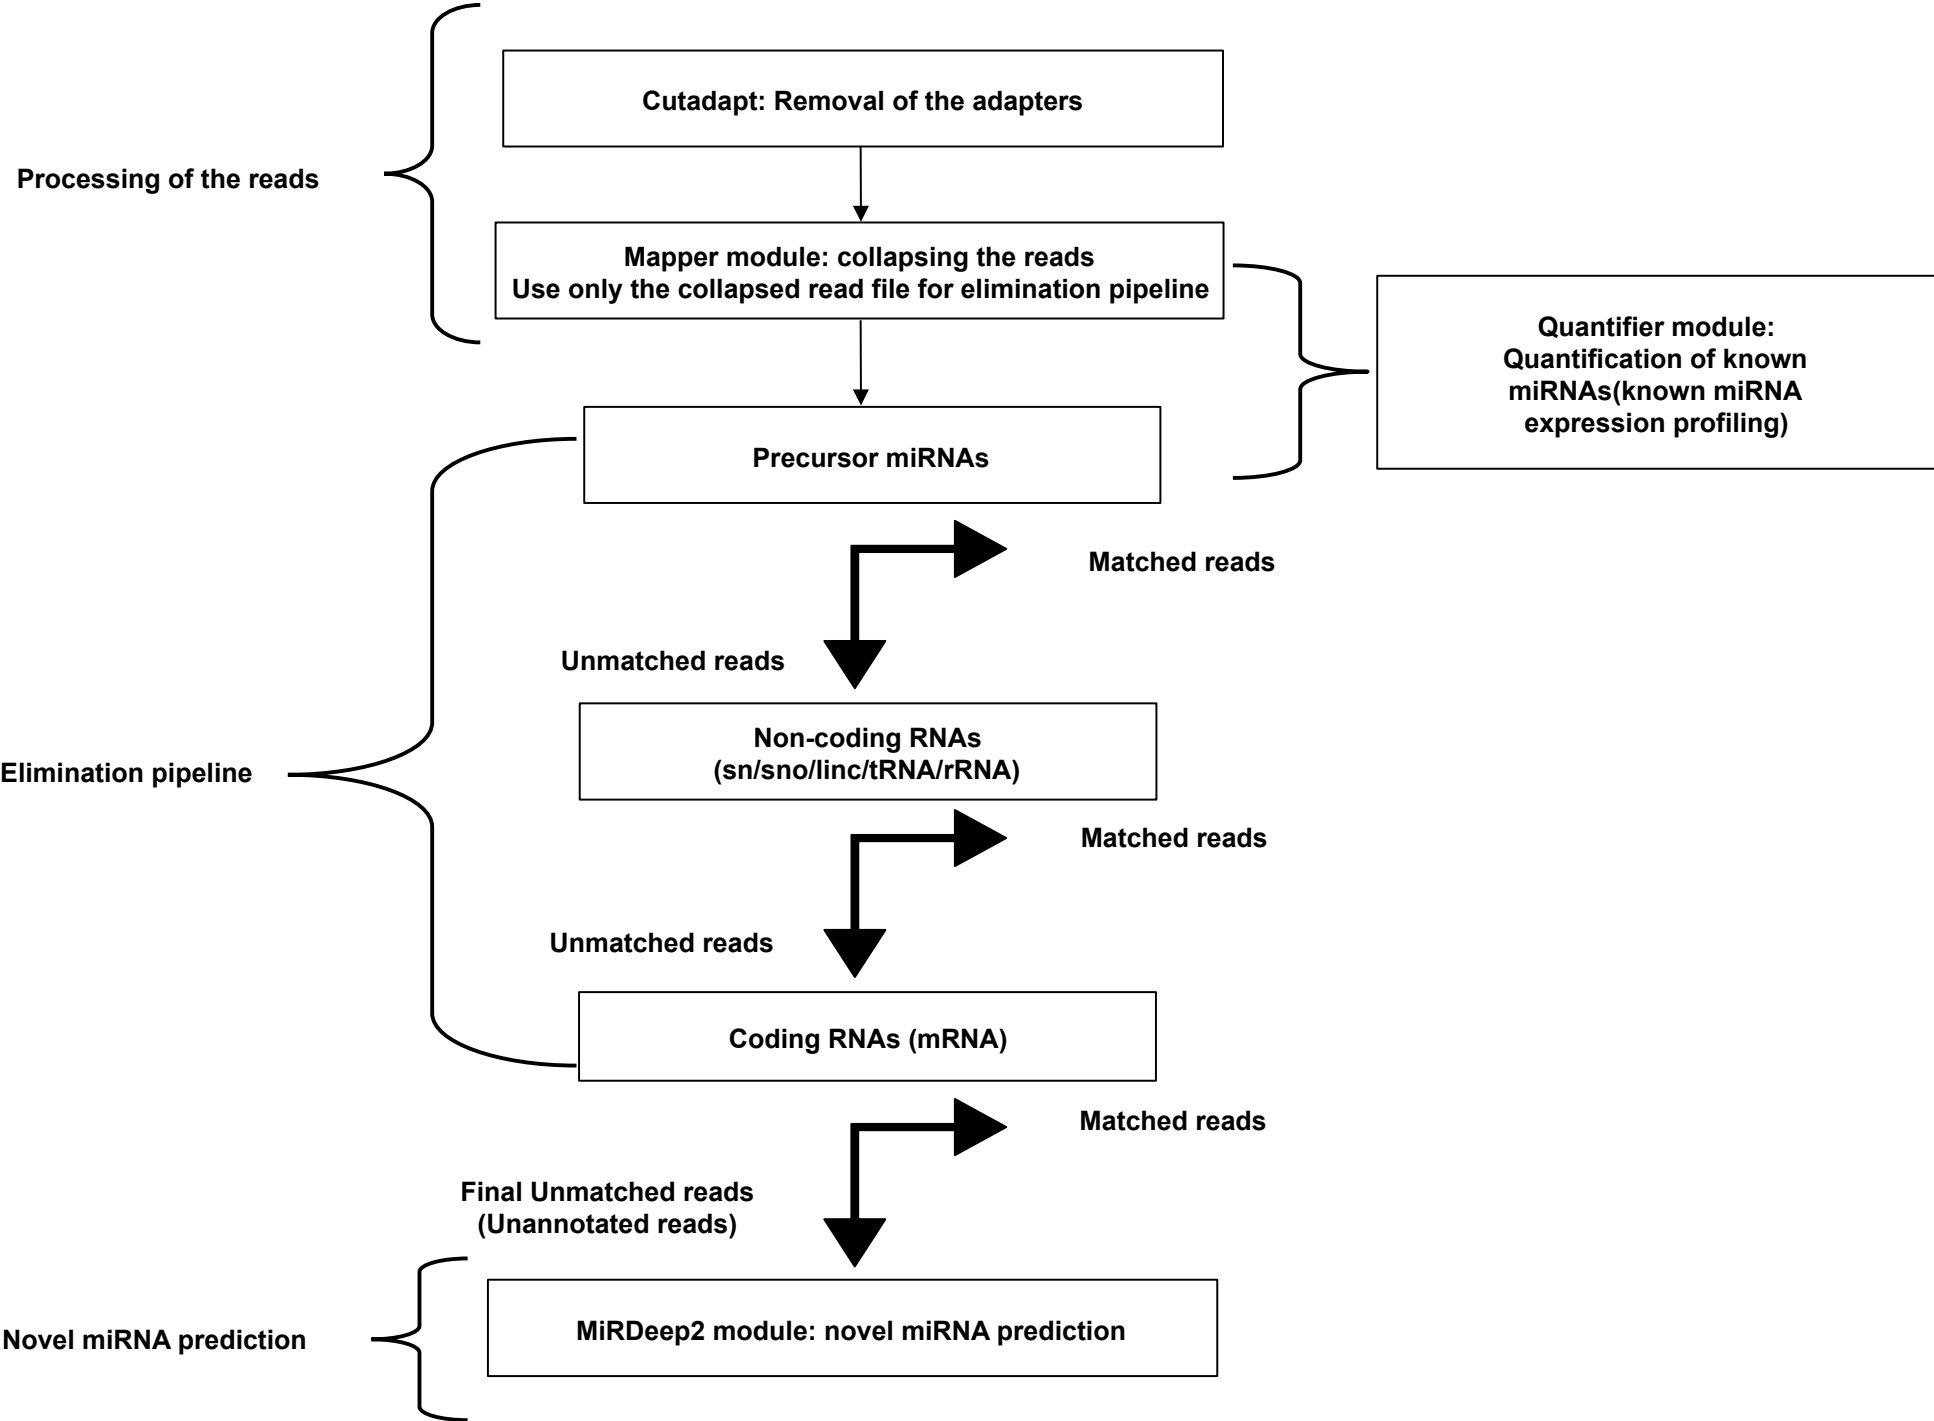 Cutadapt: Removal of the adapters
Processing of the reads
Mapper module: collapsing the reads
Use only the collapsed read file for elimination pipeline
Quantifier module:
Quantification of known
miRNAs(known miRNA
expression profiling)
Precursor miRNAs
Matched reads
Unmatched reads
Non-coding RNAs
(sn/sno/linc/tRNA/rRNA)
Elimination pipeline
Matched reads
Unmatched reads
Coding RNAs (mRNA)
Matched reads
Final Unmatched reads
(Unannotated reads)
Novel miRNA prediction
MiRDeep2 module: novel miRNA prediction